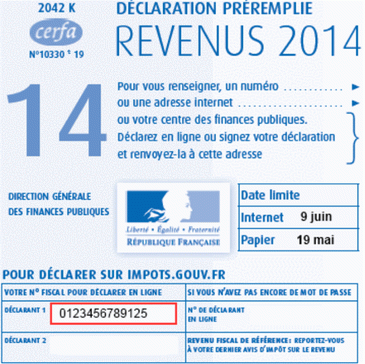 2042 K
cerfa
N°10330 * 19
DÉCLARATION PRÉREMPLIE
REVENUS 2014
14
Pour vous renseigner, un numéro ............
ou une adresse internet ......................
ou votre centre des finances publiques.
Déclarez en ligne ou signez votre déclaration
et renvoyez-la à cette adresse
DIRECTION GÉNÉRALE
DES FINANCES PUBLIQUES
Liberté • Égalité • Fraternité
RÉPUBLIQUE FRANÇAISE
Date limite
Internet 9 juin
Papier 19 mai
POUR DÉCLARER SUR IMPOTS.GOUV.FR
VOTRE N° FISCAL POUR DÉCLARER EN LIGNE
SI VOUS N'AVEZ PAS ENCORE DE MOT DE PASSE
DÉCLARANT 1 0123456789125
N° DE DÉCLARANT
EN LIGNE
DÉCLARANT 2
REVENU FISCAL DE RÉFÉRENCE: REPORTEZ-VOUS
À VOTRE DERNIER AVIS D'IMPÔT SUR LE REVENU